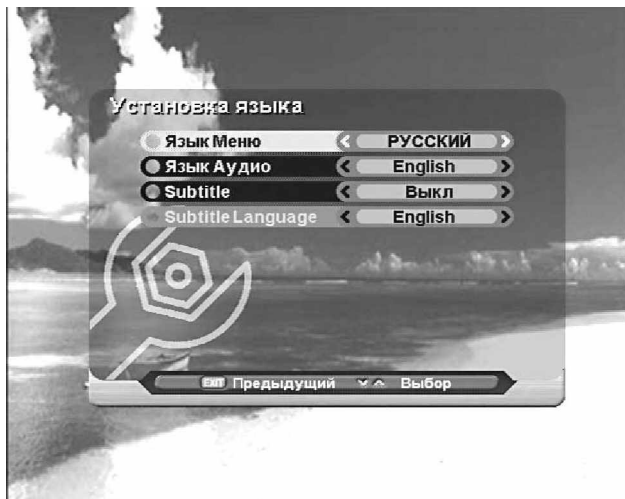 Установка языка
Язык Меню РУССКИЙ
Язык Аудио English
Subtitle Выкл
Subtitle Language English
EXIT Предыдущий Выбор